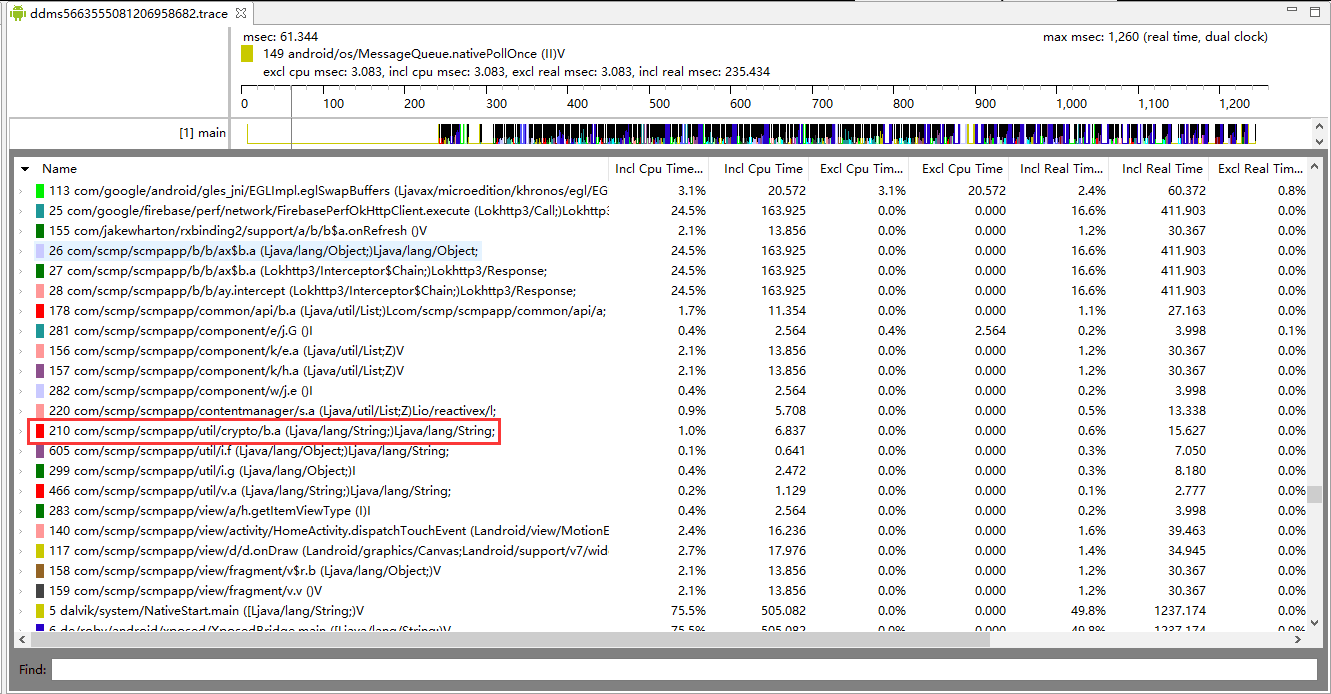 ddms5663555081206958682.trace
msec: 61.344 max msec: 1,260 (real time, dual clock)
149 android/os/MessageQueue.nativePollOnce (II)V
excl cpu msec: 3.083, incl cpu msec: 3.083, excl real msec: 3.083, incl real msec: 235.434
0 100 200 300 400 500 600 700 800 900 1,000 1,100 1,200
[1] main
Name Incl Cpu Time... Incl Cpu Time Excl Cpu Time... Excl Cpu Time Incl Real Tim... Incl Real Time Excl Real Tim...
113 com/google/android/gles_jni/EGLImpl.eglSwapBuffers (Ljavax/microedition/khronos/egl/EG 3.1% 20.572 3.1% 20.572 2.4% 60.372 0.8%
25 com/google/firebase/perf/network/FirebasePerfOkHttpClient.execute (Lokhttp3/Call;)Lokhttp3 24.5% 163.925 0.0% 0.000 16.6% 411.903 0.0%
155 com/jakewharton/rxbinding2/support/a/b/b$a.onRefresh ()V 2.1% 13.856 0.0% 0.000 1.2% 30.367 0.0%
26 com/scmp/scmpapp/b/b/ax$b.a (Ljava/lang/Object;)Ljava/lang/Object; 24.5% 163.925 0.0% 0.000 16.6% 411.903 0.0%
27 com/scmp/scmpapp/b/b/ax$b.a (Lokhttp3/Interceptor$Chain;)Lokhttp3/Response; 24.5% 163.925 0.0% 0.000 16.6% 411.903 0.0%
28 com/scmp/scmpapp/b/b/ay.intercept (Lokhttp3/Interceptor$Chain;)Lokhttp3/Response; 24.5% 163.925 0.0% 0.000 16.6% 411.903 0.0%
178 com/scmp/scmpapp/common/api/b.a (Ljava/util/List;)Lcom/scmp/scmpapp/common/api/a; 1.7% 11.354 0.0% 0.000 1.1% 27.163 0.0%
281 com/scmp/scmpapp/component/e/j.G ()I 0.4% 2.564 0.4% 2.564 0.2% 3.998 0.1%
156 com/scmp/scmpapp/component/k/e.a (Ljava/util/List;Z)V 2.1% 13.856 0.0% 0.000 1.2% 30.367 0.0%
157 com/scmp/scmpapp/component/k/h.a (Ljava/util/List;Z)V 2.1% 13.856 0.0% 0.000 1.2% 30.367 0.0%
282 com/scmp/scmpapp/component/w/j.e ()I 0.4% 2.564 0.0% 0.000 0.2% 3.998 0.0%
220 com/scmp/scmpapp/contentmanager/s.a (Ljava/util/List;Z)Lio/reactivex/l; 0.9% 5.708 0.0% 0.000 0.5% 13.338 0.0%
210 com/scmp/scmpapp/util/crypto/b.a (Ljava/lang/String;)Ljava/lang/String; 1.0% 6.837 0.0% 0.000 0.6% 15.627 0.0%
605 com/scmp/scmpapp/util/i.f (Ljava/lang/Object;)Ljava/lang/String; 0.1% 0.641 0.0% 0.000 0.3% 7.050 0.0%
299 com/scmp/scmpapp/util/i.g (Ljava/lang/Object;)I 0.4% 2.472 0.0% 0.000 0.3% 8.180 0.0%
466 com/scmp/scmpapp/util/v.a (Ljava/lang/String;)Ljava/lang/String; 0.2% 1.129 0.0% 0.000 0.1% 2.777 0.0%
283 com/scmp/scmpapp/view/a/h.getItemViewType (I)I 0.4% 2.564 0.0% 0.000 0.2% 3.998 0.0%
140 com/scmp/scmpapp/view/activity/HomeActivity.dispatchTouchEvent (Landroid/view/MotionE 2.4% 16.236 0.0% 0.000 1.6% 39.463 0.0%
117 com/scmp/scmpapp/view/d/d.onDraw (Landroid/graphics/Canvas;Landroid/support/v7/wid 2.7% 17.976 0.0% 0.000 1.4% 34.945 0.0%
158 com/scmp/scmpapp/view/fragment/v$r.b (Ljava/lang/Object;)V 2.1% 13.856 0.0% 0.000 1.2% 30.367 0.0%
159 com/scmp/scmpapp/view/fragment/v.v ()V 2.1% 13.856 0.0% 0.000 1.2% 30.367 0.0%
5 dalvik/system/NativeStart.main ([Ljava/lang/String;)V 75.5% 505.082 0.0% 0.000 49.8% 1237.174 0.0%
6 de/robv/android/xposed/XposedBridge.main ([Ljava/lang/String;)V 75.5% 505.082 0.0% 0.000 49.8% 1237.174 0.0%
Find: